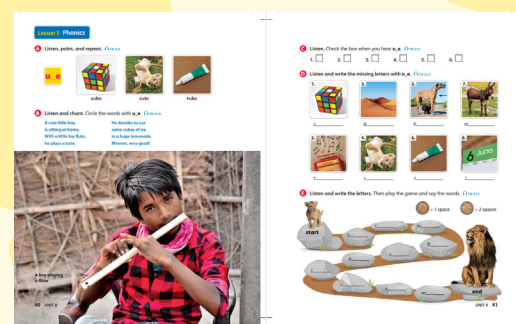 Lesson 5 Phonics
A Listen, point, and repeat.
u_e
cube
cute
tube
B Listen and chant. Circle the words with u_e.
A cute little boy
is sitting at home.
With a little toy flute,
he plays a tune.
He decides to use
some cubes of ice
in a huge lemonade.
Mmmm, very good!
A boy playing
a flute
40 UNIT 4
C Listen. Check the box when you hear u_e.
1.
2.
3.
4.
5.
6.
D Listen and write the missing letters with u_e.
1.
c
2.
d
h
7.
m
3.
t
c
5.
t
8.
6 June
J
E Listen and write the letters. Then play the game and say the words.
= 1 space
= 2 spaces
start
end
UNIT 4 41